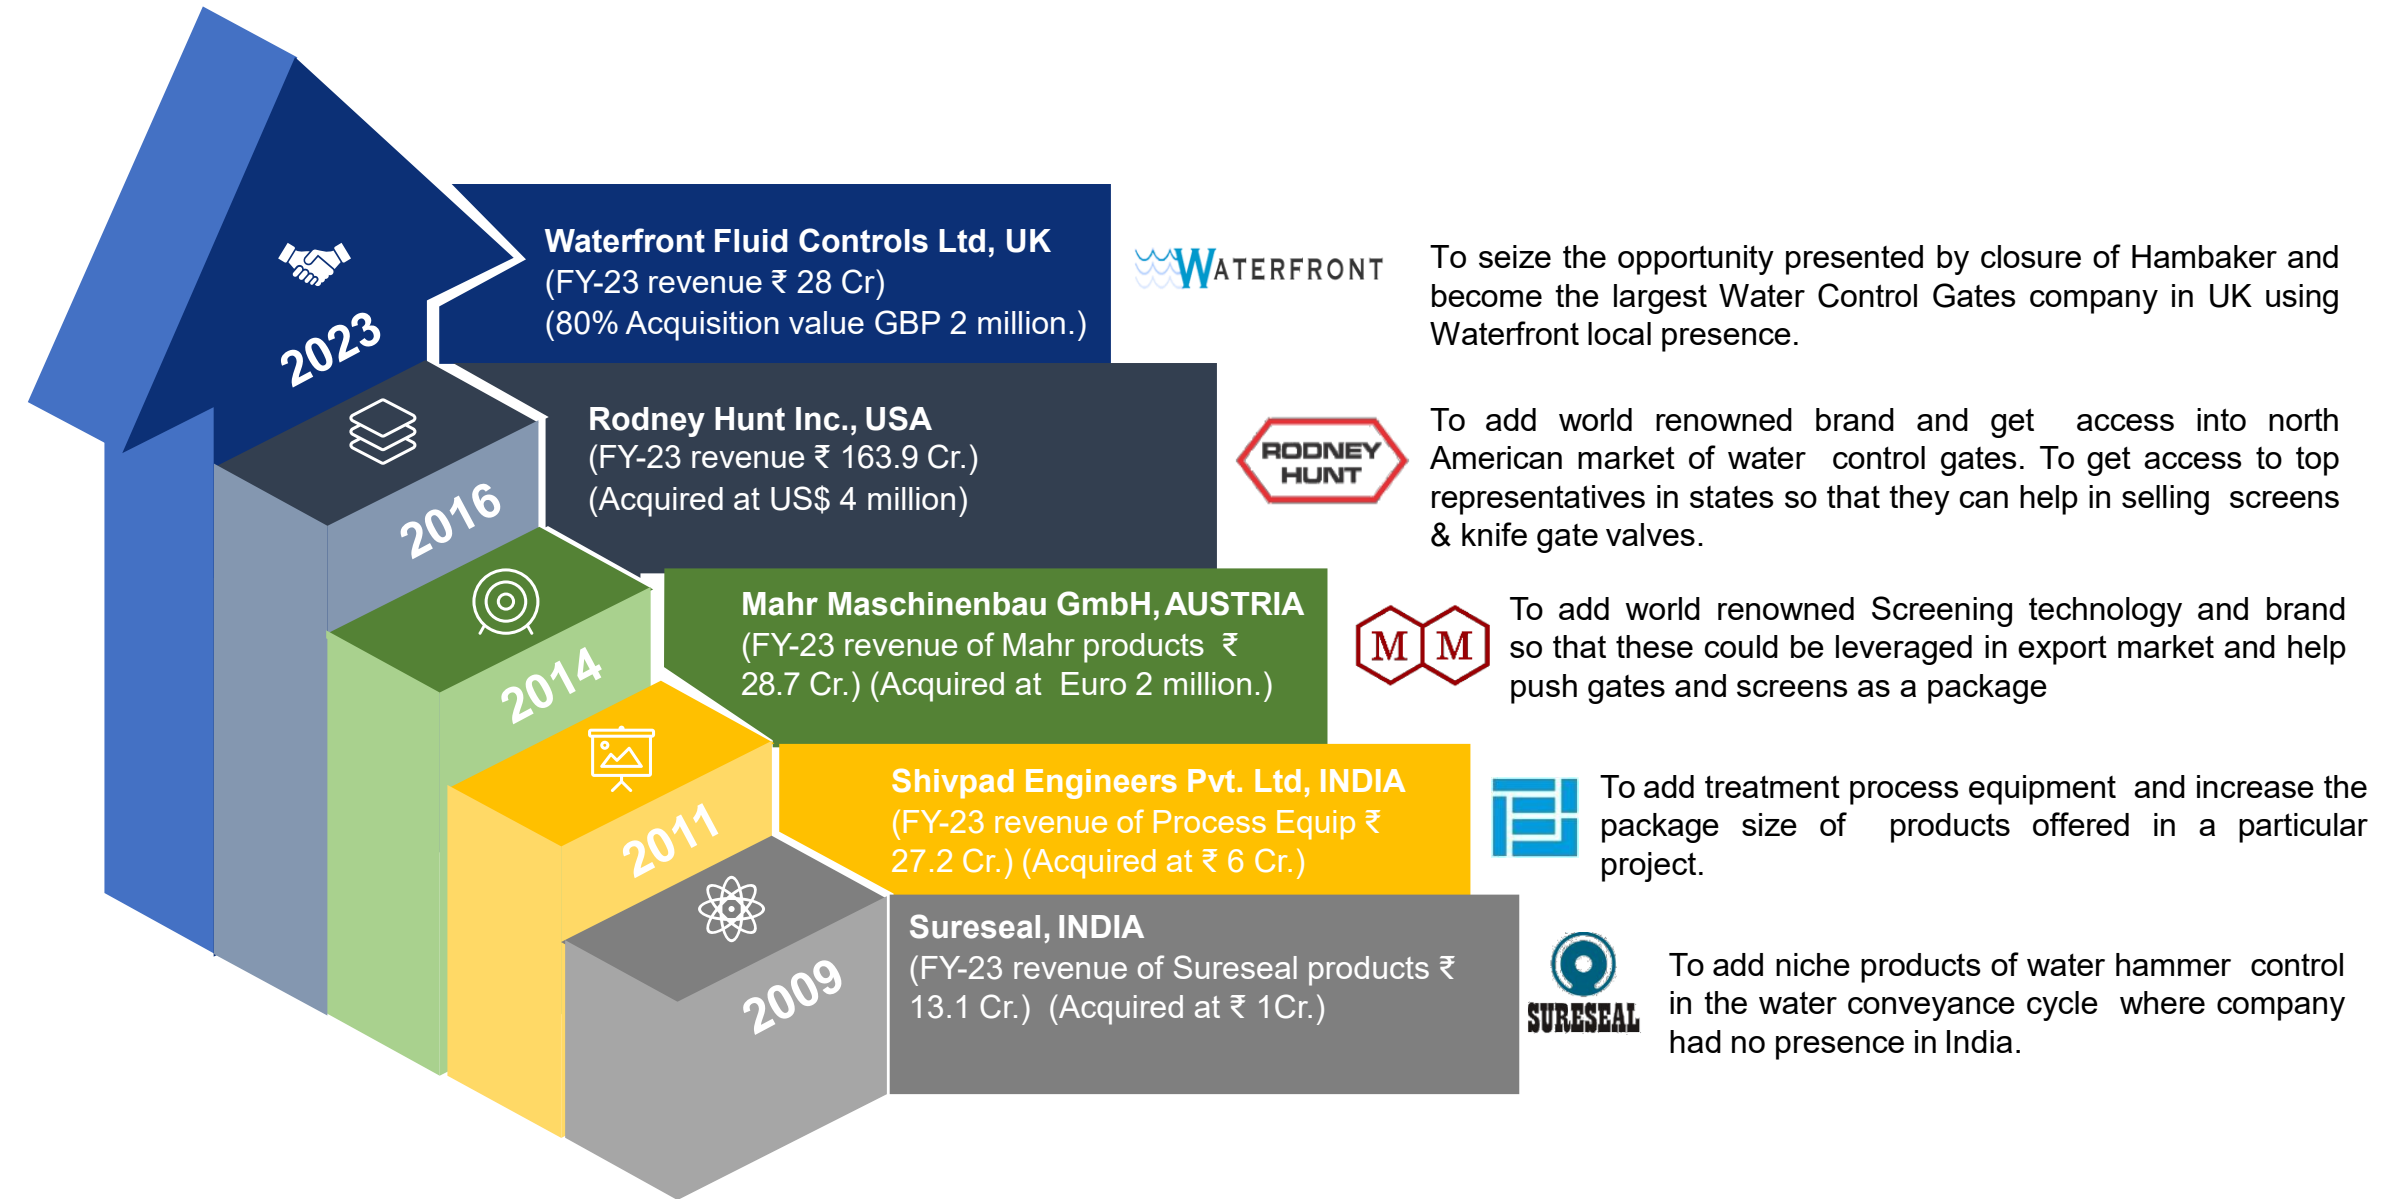 2023
Waterfront Fluid Controls Ltd, UK
(FY-23 revenue ₹ 28 Cr)
(80% Acquisition value GBP 2 million.)
WATERFRONT
To seize the opportunity presented by closure of Hambaker and
become the largest Water Control Gates company in UK using
Waterfront local presence.
2016
Rodney Hunt Inc., USA
(FY-23 revenue ₹ 163.9 Cr.)
(Acquired at US$ 4 million)
RODNEY
HUNT
To add world renowned brand and get access into north
American market of water control gates. To get access to top
representatives in states so that they can help in selling screens
& knife gate valves.
2014
Mahr Maschinenbau GmbH, AUSTRIA
(FY-23 revenue of Mahr products ₹
28.7 Cr.) (Acquired at Euro 2 million.)
M M
To add world renowned Screening technology and brand
so that these could be leveraged in export market and help
push gates and screens as a package
2011
Shivpad Engineers Pvt. Ltd, INDIA
(FY-23 revenue of Process Equip ₹
27.2 Cr.) (Acquired at ₹ 6 Cr.)
To add treatment process equipment and increase the
package size of products offered in a particular
project.
2009
Sureseal, INDIA
(FY-23 revenue of Sureseal products ₹
13.1 Cr.) (Acquired at ₹ 1Cr.)
SURESEAL
To add niche products of water hammer control
in the water conveyance cycle where company
had no presence in India.